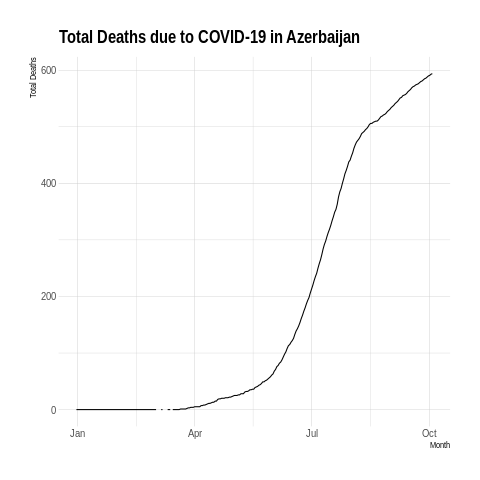 Total Deaths due to COVID-19 in Azerbaijan
Total Deaths
600
400
200
0
Jan Apr Jul Oct
Month